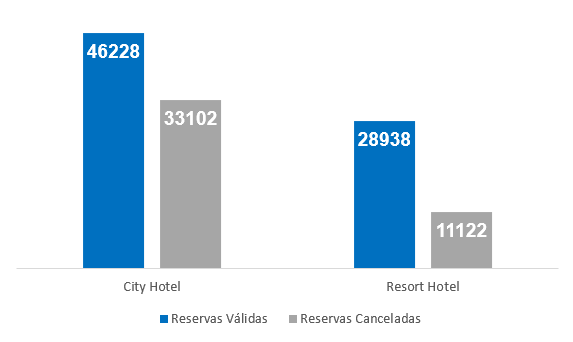 46228
33102
28938
11122
City Hotel
Resort Hotel
Reservas Válidas
Reservas Canceladas